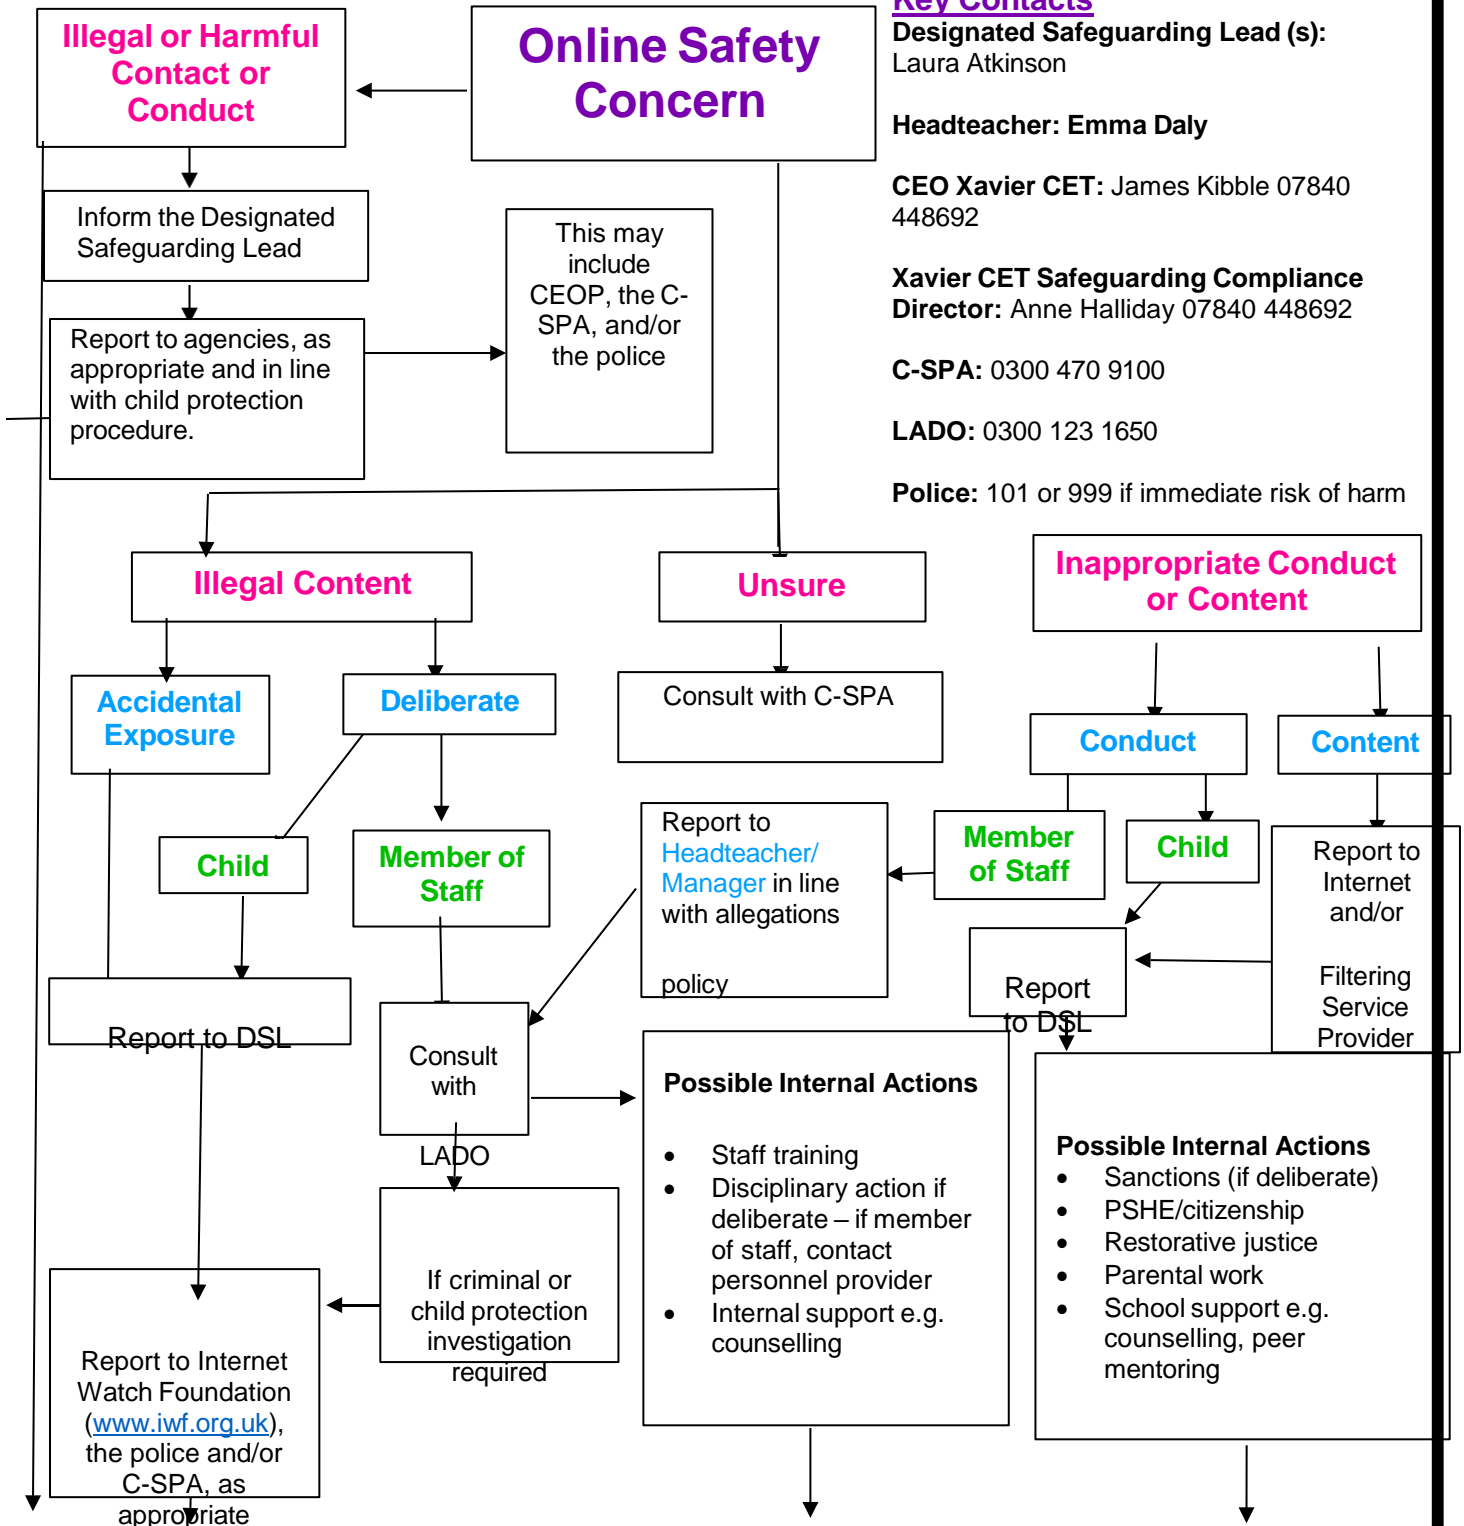 Key Contacts
Designated Safeguarding Lead (s):
Laura Atkinson
Headteacher: Emma Daly
CEO Xavier CET: James Kibble 07840
448692
Xavier CET Safeguarding Compliance
Director: Anne Halliday 07840 448692
C-SPA: 0300 470 9100
LADO: 0300 123 1650
Police: 101 or 999 if immediate risk of harm
Online Safety
Concern
Illegal or Harmful
Contact or
Conduct
Inform the Designated
Safeguarding Lead
Report to agencies, as
appropriate and in line
with child protection
procedure.
This may
include
CEOP, the C-
SPA, and/or
the police
Illegal Content
Accidental
Exposure
Deliberate
Child
Member of
Staff
Report to DSL
Consult
with
LADO
If criminal or
child protection
investigation
required
Report to Internet
Watch Foundation
(www.iwf.org.uk),
the police and/or
C-SPA, as
appropriate
Unsure
Consult with C-SPA
Inappropriate Conduct
or Content
Conduct
Content
Member
of Staff
Child
Report to
Headteacher/
Manager in line
with allegations
policy
Report
to DSL
Report to
Internet
and/or
Filtering
Service
Provider
Possible Internal Actions
• Staff training
• Disciplinary action if
deliberate – if member
of staff, contact
personnel provider
• Internal support e.g.
counselling
Possible Internal Actions
• Sanctions (if deliberate)
• PSHE/citizenship
• Restorative justice
• Parental work
• School support e.g.
counselling, peer
mentoring